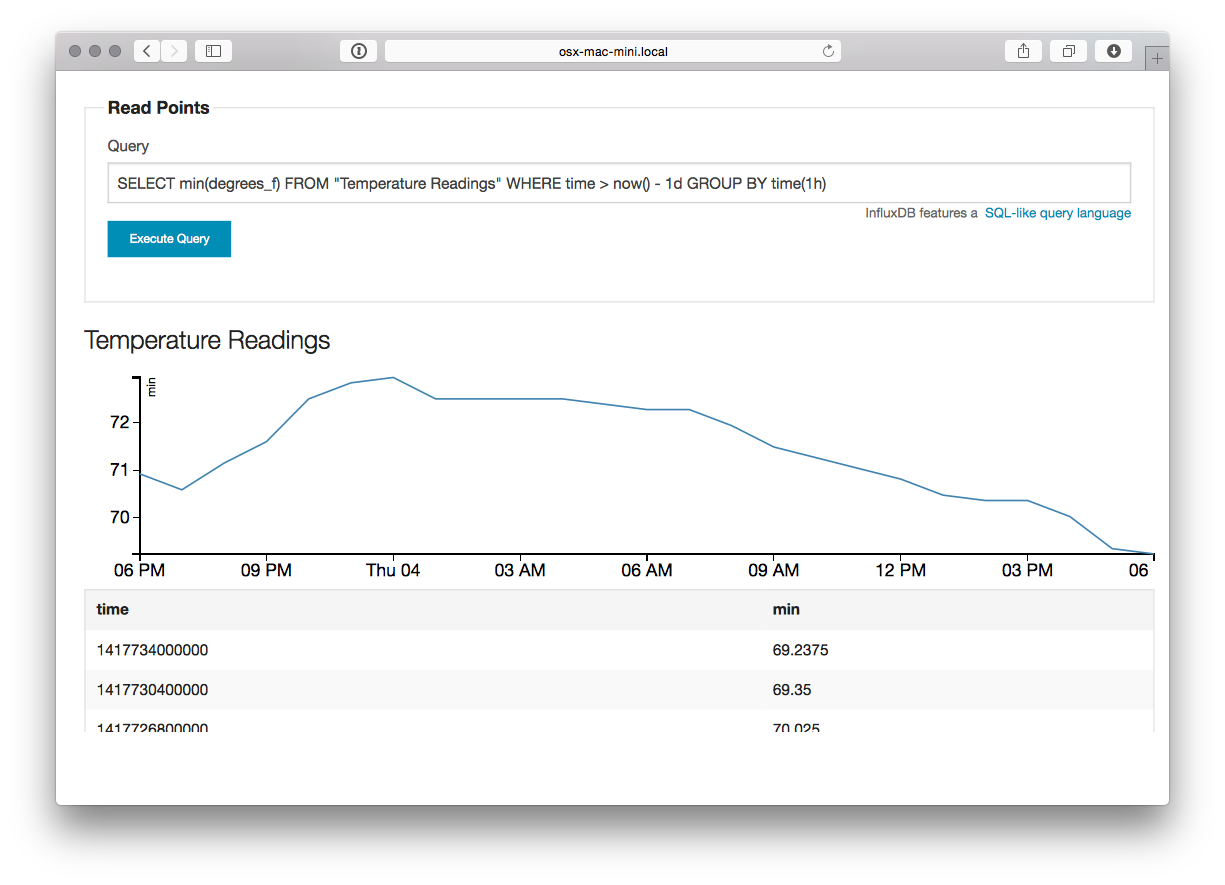 osx-mac-mini.local
Read Points
Query
SELECT min(degrees_f) FROM "Temperature Readings" WHERE time > now() - 1d GROUP BY time(1h)
InfluxDB features a SQL-like query language
Execute Query
Temperature Readings
min
72
71
70
06 PM 09 PM Thu 04 03 AM 06 AM 09 AM 12 PM 03 PM 06
time min
1417734000000 69.2375
1417730400000 69.35
1417726800000 70.025